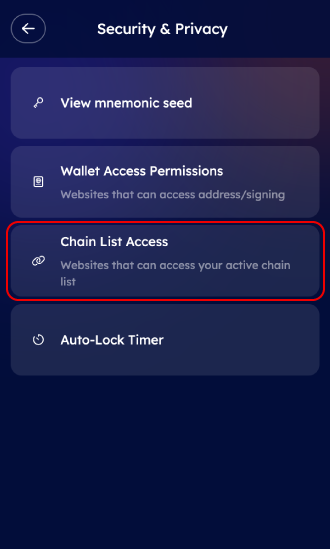 Security & Privacy
View mnemonic seed
Wallet Access Permissions
Websites that can access address/signing
Chain List Access
Websites that can access your active chain
list
Auto-Lock Timer